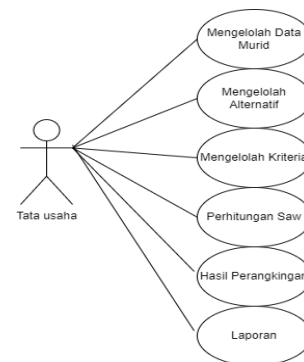 Mengelolah Data
Murid
Mengelolah
Alternatif
Mengelolah Kriteria
Tata usaha
Perhitungan Saw
Hasil Perangkingan
Laporan